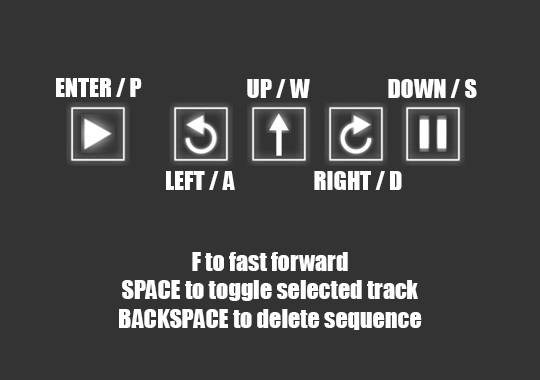 ENTER / P
UP / W
DOWN / S
LEFT / A
RIGHT / D
F to fast forward
SPACE to toggle selected track
BACKSPACE to delete sequence